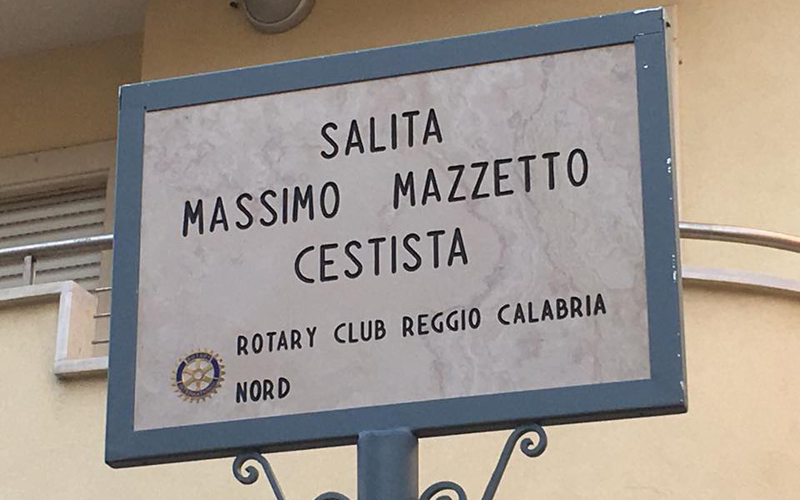 SALITA
MASSIMO MAZZETTO
CESTISTA
ROTARY CLUB REGGIO CALABRIA
NORD